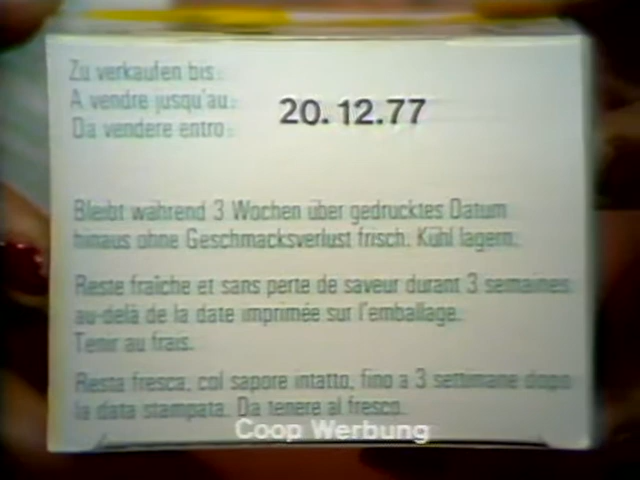 Zu verkaufen bis:
A vendre jusqu'au:
Da vendere entro:
20.12.77
Bleibt während 3 Wochen über gedrucktes Datum
hinaus ohne Geschmacksverlust frisch. Kühl lagern.
Reste fraîche et sans perte de saveur durant 3 semaines
au-delà de la date imprimée sur l'emballage.
Tenir au frais.
Resta fresca, col sapore intatto, fino a 3 settimane dopo
la data stampata. Da tenere al fresco.
Coop Werbung